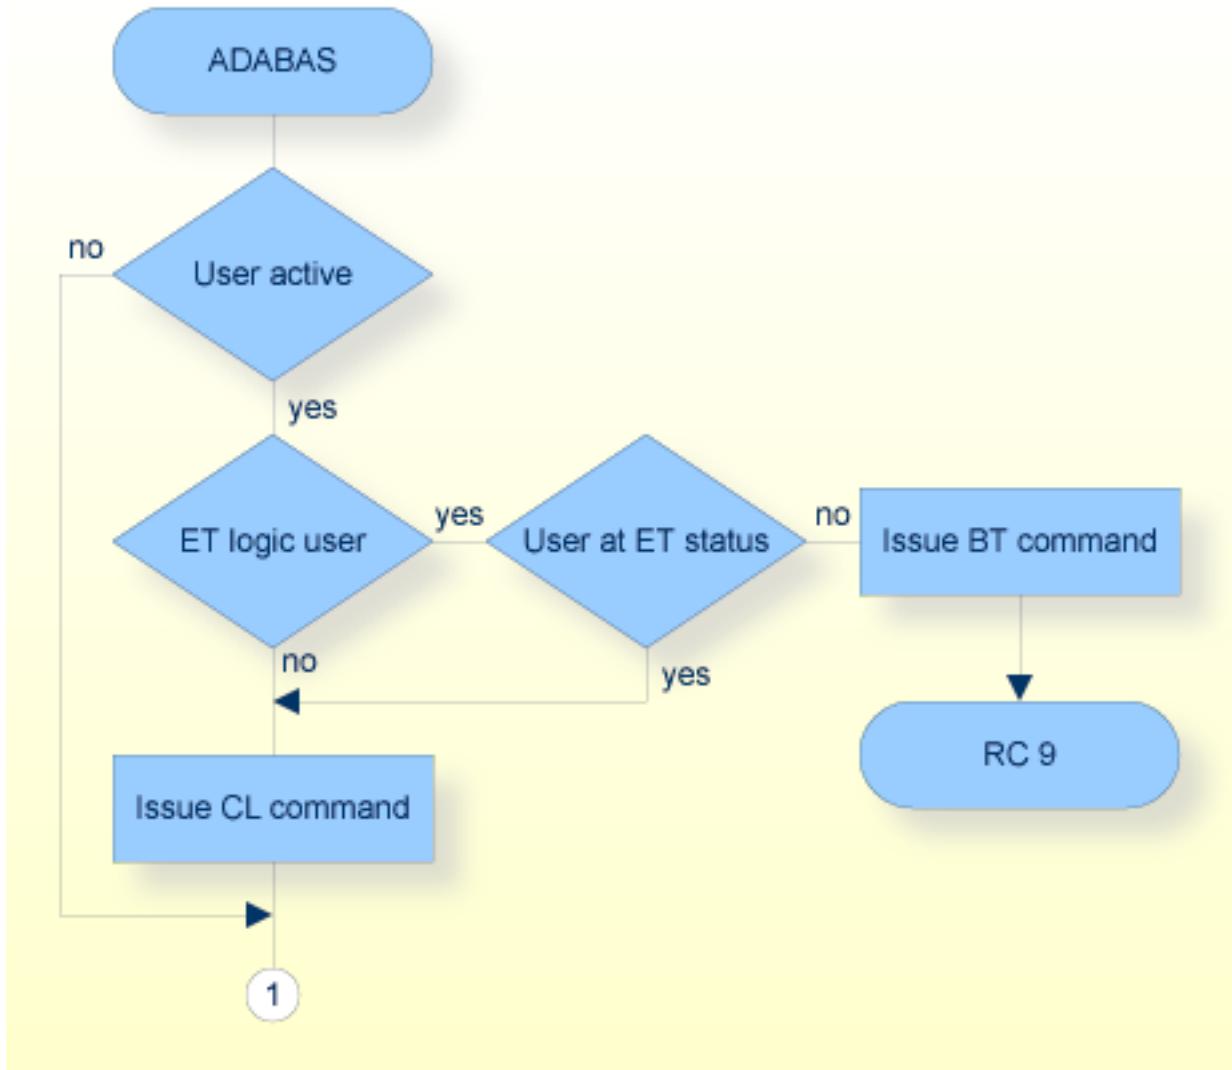 ADABAS
no
User active
yes
ET logic user
yes
User at ET status
no
Issue BT command
no
yes
RC 9
Issue CL command
1